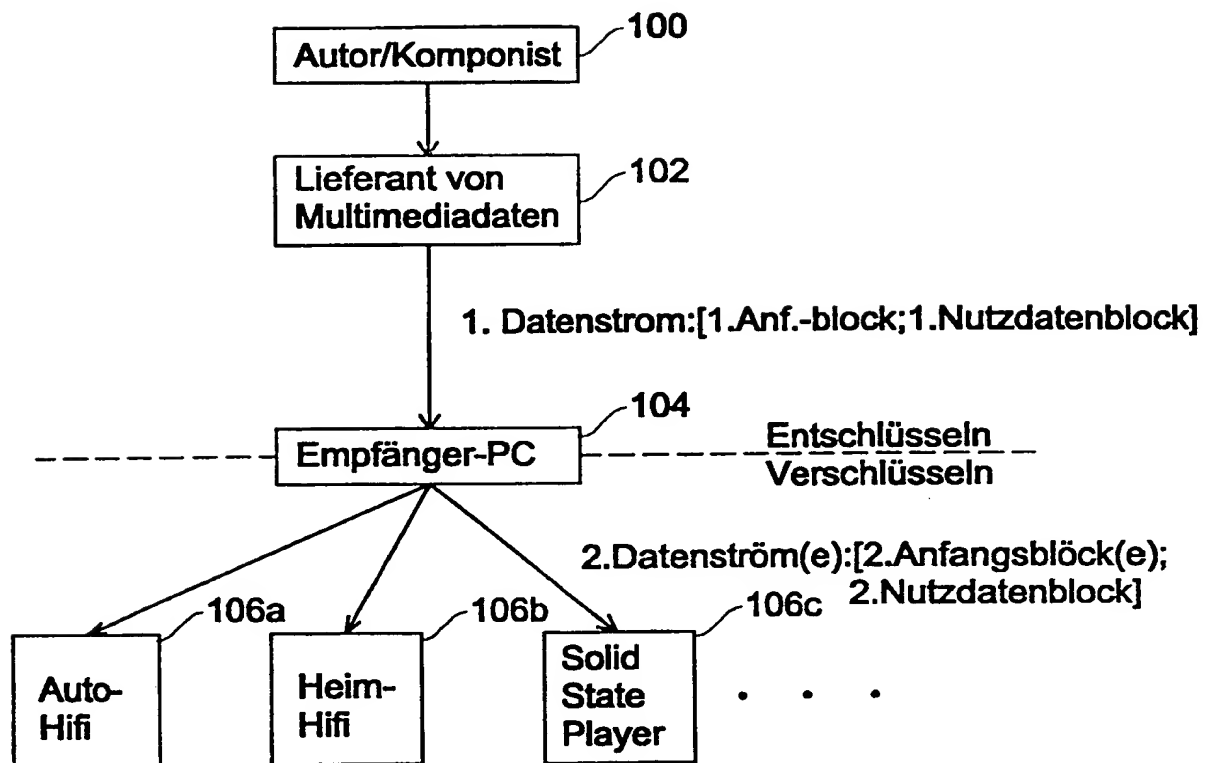 100
Autor/Komponist
102
Lieferant von
Multimediadaten
1. Datenstrom:[1.Anf.-block;1.Nutzdatenblock]
104
Empfänger-PC
Entschlüsseln
Verschlüsseln
2.Datenström(e):[2.Anfangsblöck(e);
2.Nutzdatenblock]
106a
106b
106c
Auto-
Hifi
Heim-
Hifi
Solid
State
Player
. . .